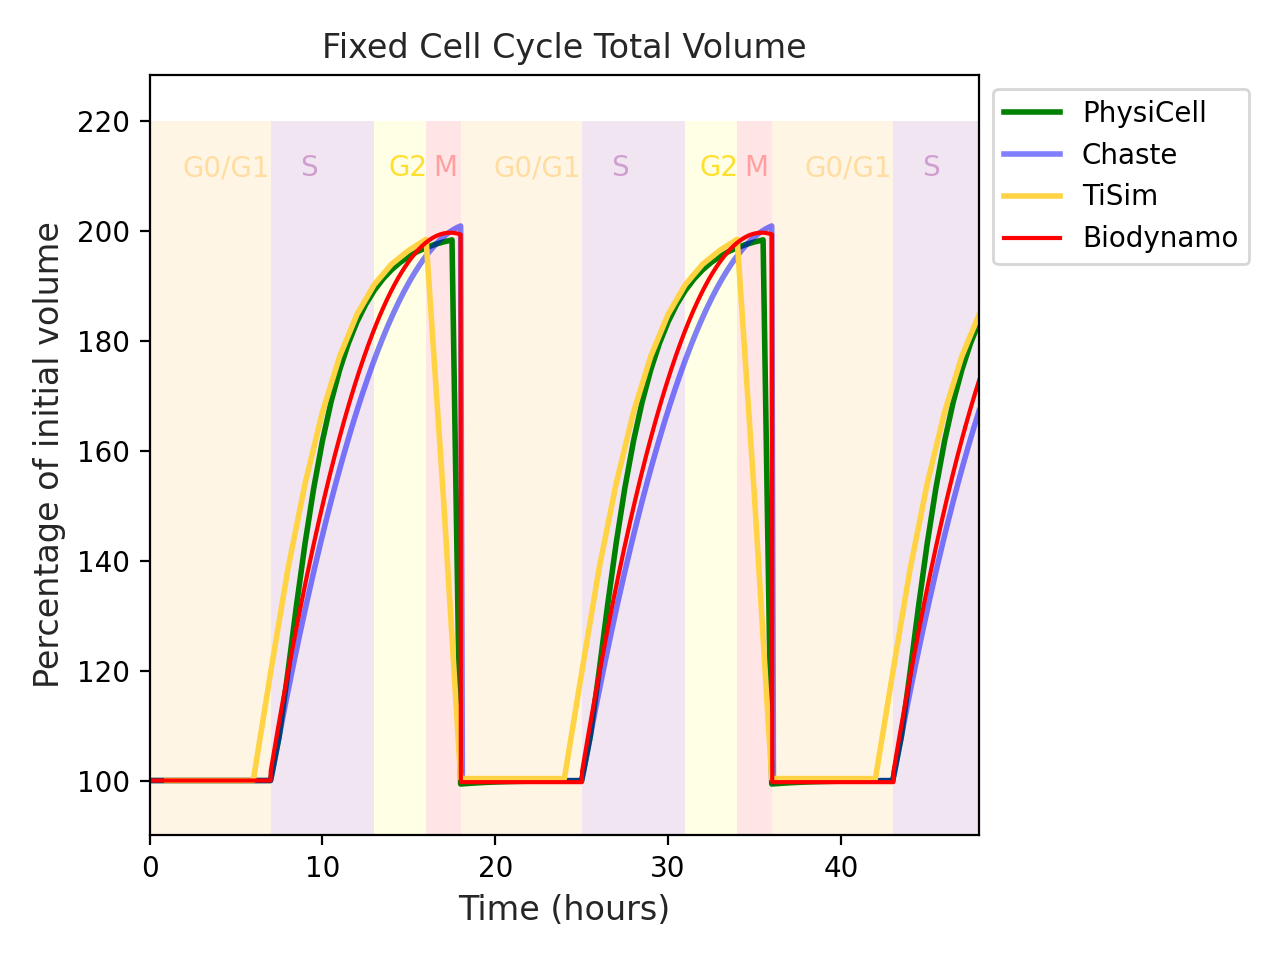 Fixed Cell Cycle Total Volume
PhysiCell
Chaste
TiSim
Biodynamo
220
200
180
160
140
120
100
Percentage of initial volume
G0/G1 S G2 M G0/G1 S G2 M G0/G1 S
0 10 20 30 40
Time (hours)